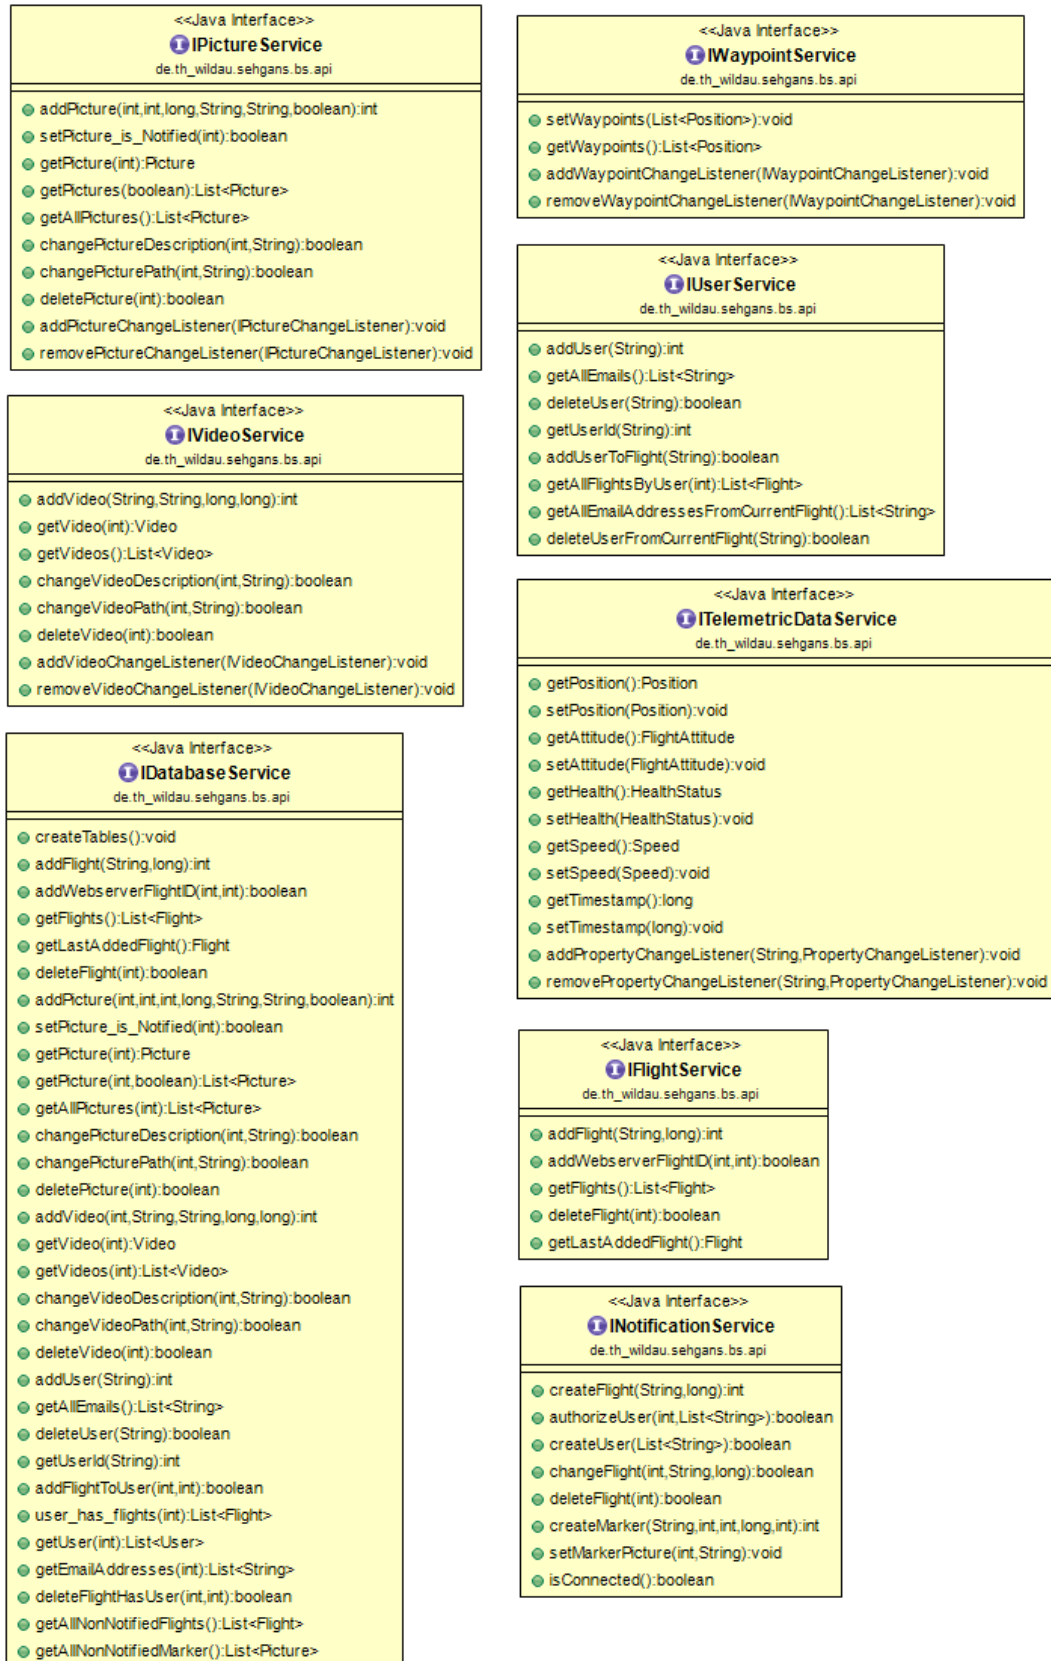 <<Java Interface>>
IPictureService
de.th_wildau.sehgans.bs.api
addPicture(int,int,long,String,String,boolean):int
setPicture_is_Notified(int):boolean
getPicture(int):Picture
getPictures(boolean):List<Picture>
getAllPictures():List<Picture>
changePictureDescription(int,String):boolean
changePicturePath(int,String):boolean
deletePicture(int):boolean
addPictureChangeListener(IPictureChangeListener):void
removePictureChangeListener(IPictureChangeListener):void
<<Java Interface>>
IVideoService
de.th_wildau.sehgans.bs.api
addVideo(String,String,long,long):int
getVideo(int):Video
getVideos():List<Video>
changeVideoDescription(int,String):boolean
changeVideoPath(int,String):boolean
deleteVideo(int):boolean
addVideoChangeListener(IVideoChangeListener):void
removeVideoChangeListener(IVideoChangeListener):void
<<Java Interface>>
IDatabaseService
de.th_wildau.sehgans.bs.api
createTables():void
addFlight(String,long):int
addWebserverFlightID(int,int):boolean
getFlights():List<Flight>
getLastAddedFlight():Flight
deleteFlight(int):boolean
addPicture(int,int,int,long,String,String,boolean):int
setPicture_is_Notified(int):boolean
getPicture(int):Picture
getPicture(int,boolean):List<Picture>
getAllPictures(int):List<Picture>
changePictureDescription(int,String):boolean
changePicturePath(int,String):boolean
deletePicture(int):boolean
addVideo(int,String,String,long,long):int
getVideo(int):Video
getVideos(int):List<Video>
changeVideoDescription(int,String):boolean
changeVideoPath(int,String):boolean
deleteVideo(int):boolean
addUser(String):int
getAllEmails():List<String>
deleteUser(String):boolean
getUserId(String):int
addFlightToUser(int,int):boolean
user_has_flights(int):List<Flight>
getUser(int):List<User>
getEmailAddresses(int):List<String>
deleteFlightHasUser(int,int):boolean
getAllNonNotifiedFlights():List<Flight>
getAllNonNotifiedMarker():List<Picture>
<<Java Interface>>
IWaypointService
de.th_wildau.sehgans.bs.api
setWaypoints(List<Position>):void
getWaypoints():List<Position>
addWaypointChangeListener(IWaypointChangeListener):void
removeWaypointChangeListener(IWaypointChangeListener):void
<<Java Interface>>
IUserService
de.th_wildau.sehgans.bs.api
addUser(String):int
getAllEmails():List<String>
deleteUser(String):boolean
getUserId(String):int
addUserToFlight(String):boolean
getAllFlightsByUser(int):List<Flight>
getAllEmailAddressesFromCurrentFlight():List<String>
deleteUserFromCurrentFlight(String):boolean
<<Java Interface>>
ITelemetricDataService
de.th_wildau.sehgans.bs.api
getPosition():Position
setPosition(Position):void
getAttitude():FlightAttitude
setAttitude(FlightAttitude):void
getHealth():HealthStatus
setHealth(HealthStatus):void
getSpeed():Speed
setSpeed(Speed):void
getTimestamp():long
setTimestamp(long):void
addPropertyChangeListener(String,PropertyChangeListener):void
removePropertyChangeListener(String,PropertyChangeListener):void
<<Java Interface>>
IFlightService
de.th_wildau.sehgans.bs.api
addFlight(String,long):int
addWebserverFlightID(int,int):boolean
getFlights():List<Flight>
deleteFlight(int):boolean
getLastAddedFlight():Flight
<<Java Interface>>
INotificationService
de.th_wildau.sehgans.bs.api
createFlight(String,long):int
authorizeUser(int,List<String>):boolean
createUser(List<String>):boolean
changeFlight(int,String,long):boolean
deleteFlight(int):boolean
createMarker(String,int,int,long,int):int
setMarkerPicture(int,String):void
isConnected():boolean